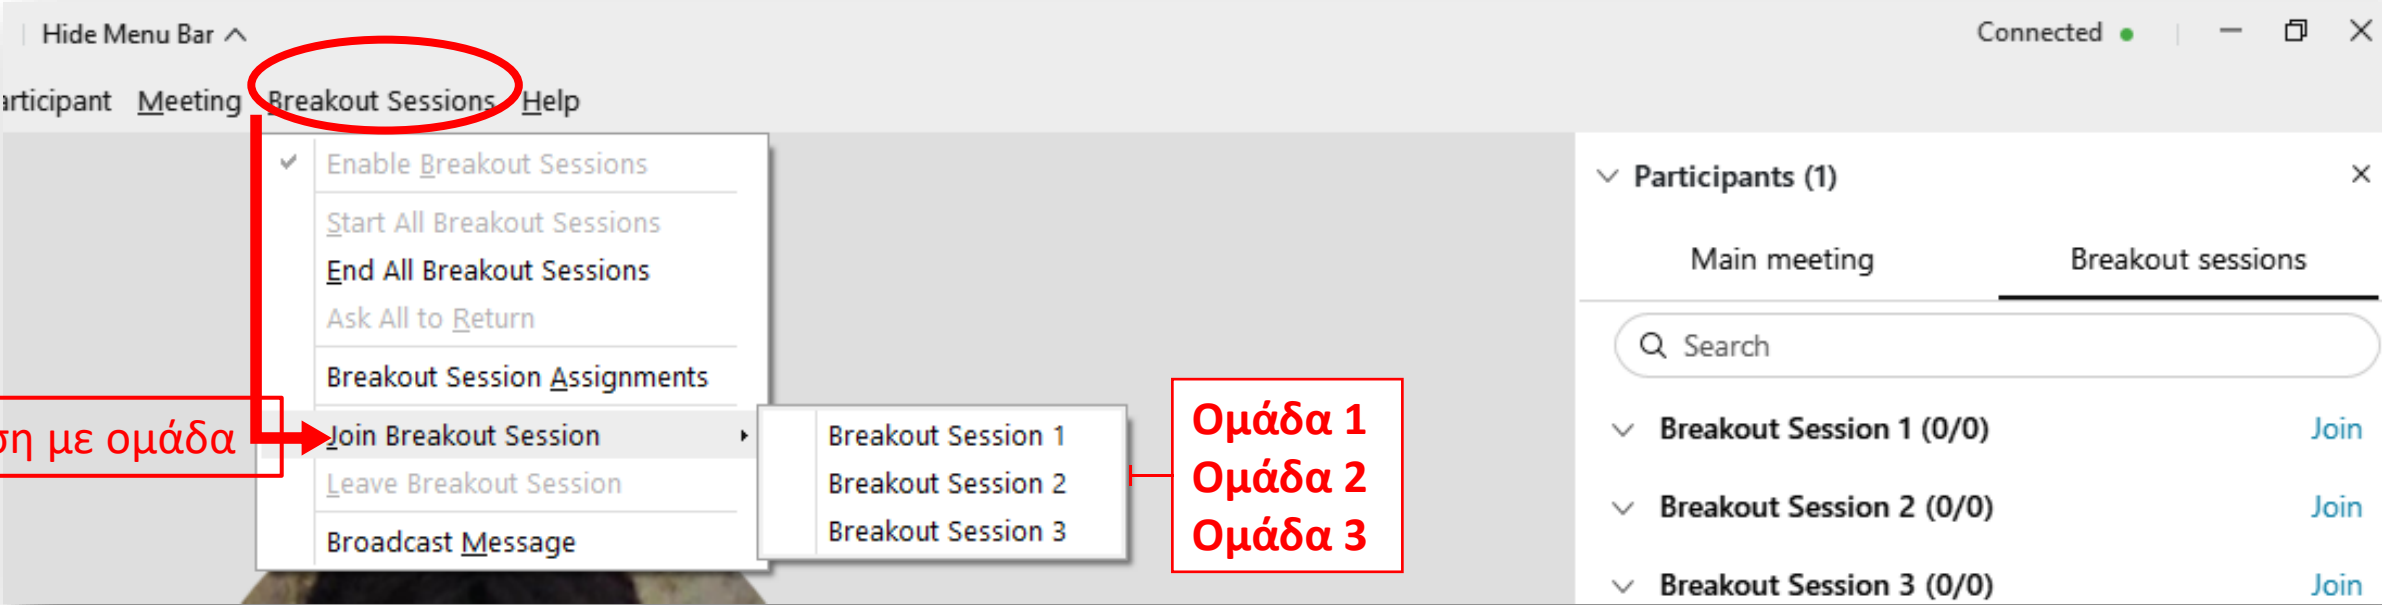 Hide Menu Bar
Connected
articipant Meeting Breakout Sessions Help
Enable Breakout Sessions
Start All Breakout Sessions
End All Breakout Sessions
Ask All to Return
Breakout Session Assignments
Join Breakout Session
Leave Breakout Session
Broadcast Message
ση με ομάδα
Breakout Session 1
Breakout Session 2
Breakout Session 3
Ομάδα 1
Ομάδα 2
Ομάδα 3
Participants (1)
Main meeting Breakout sessions
Search
Breakout Session 1 (0/0) Join
Breakout Session 2 (0/0) Join
Breakout Session 3 (0/0) Join